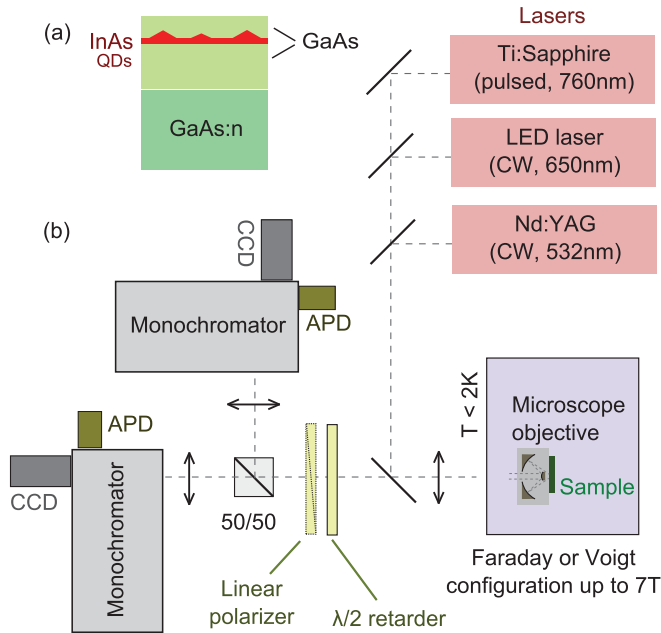 (a)
InAs
QDs
GaAs
GaAs:n
Lasers
Ti:Sapphire
(pulsed, 760nm)
LED laser
(CW, 650nm)
Nd:YAG
(CW, 532nm)
(b)
CCD
Monochromator
APD
APD
CCD
Monochromator
50/50
Linear
polarizer
λ/2 retarder
T < 2K
Microscope
objective
Sample
Faraday or Voigt
configuration up to 7T